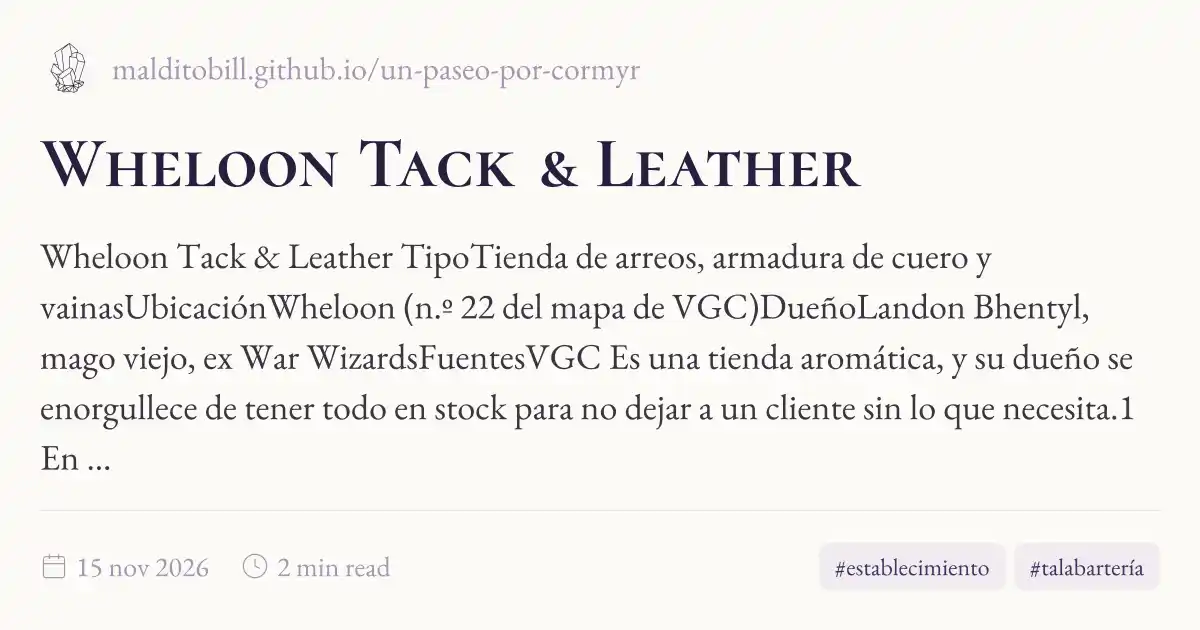 malditobill.github.io/un-paseo-por-cormyr
Wheloon Tack & Leather
Wheloon Tack & Leather TipoTienda de arreos, armadura de cuero y
vainasUbicaciónWheloon (n.º 22 del mapa de VGC)DueñoLandon Bhentyl,
mago viejo, ex War WizardsFuentesVGC Es una tienda aromática, y su dueño se
enorgullece de tener todo en stock para no dejar a un cliente sin lo que necesita.1
En ...
15 nov 2026
2 min read
#establecimiento
#talabartería